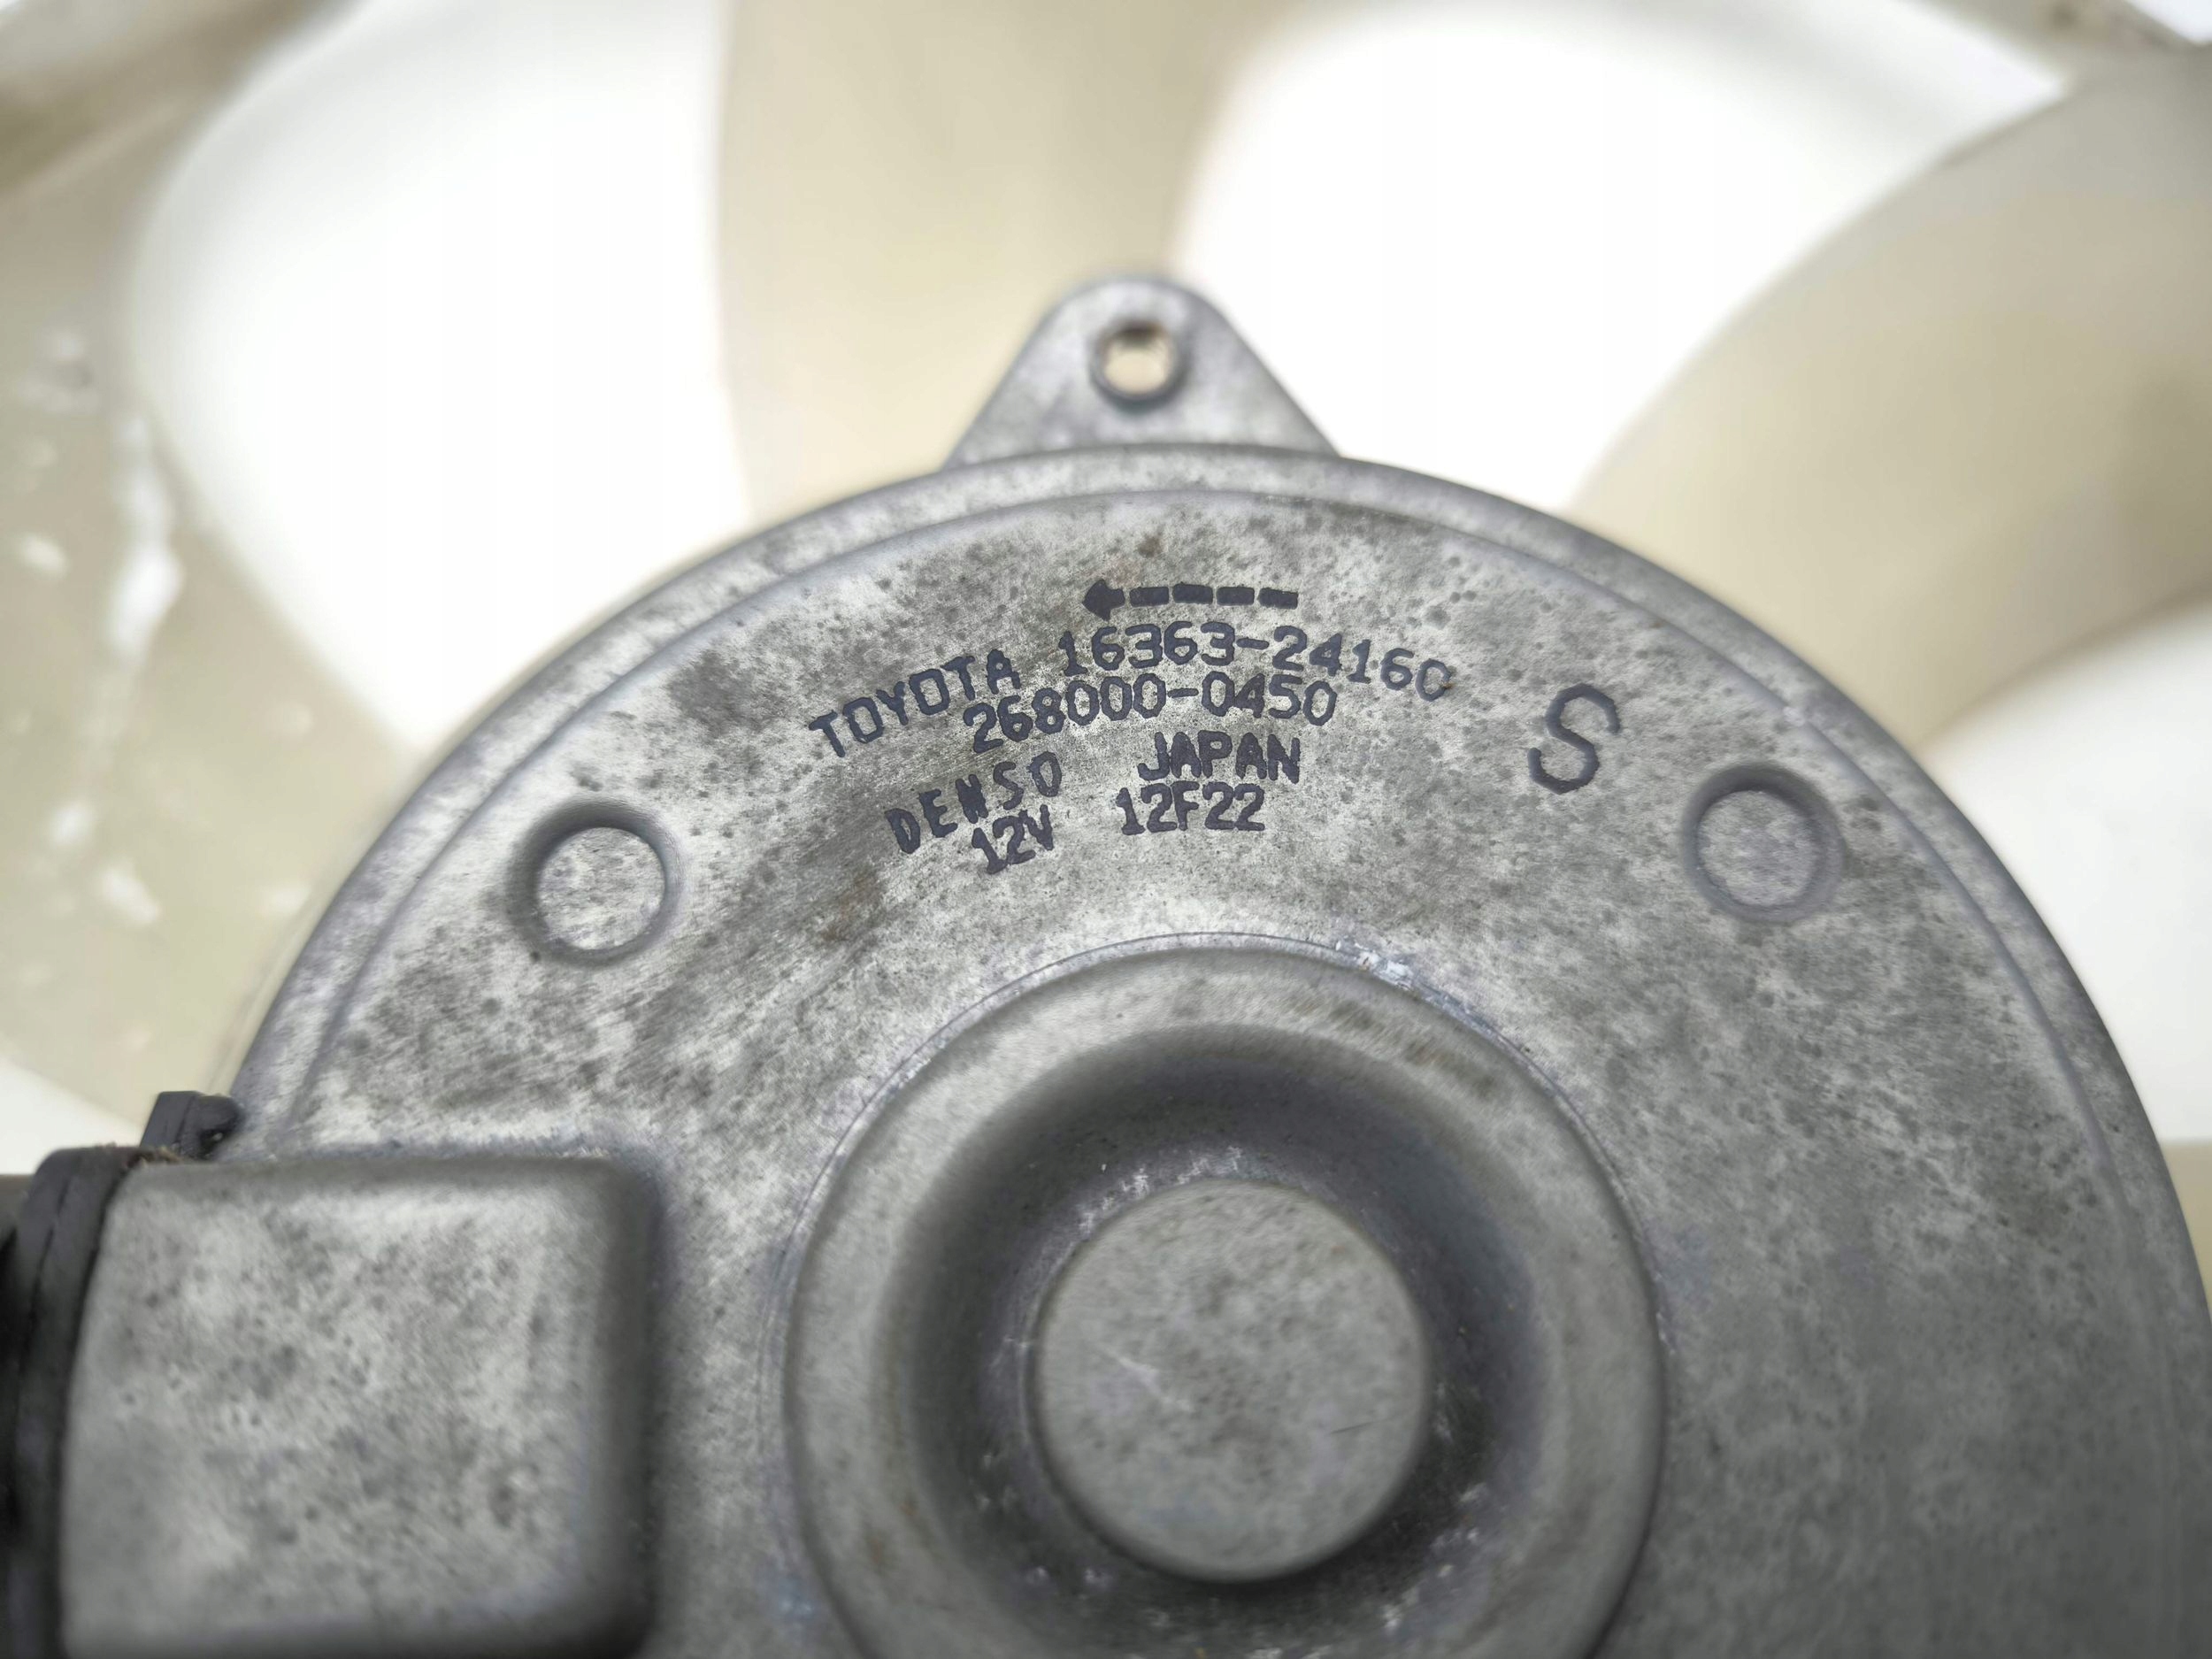 TOYOTA 16363-24160
268000-0450
DENSO JAPAN
12V 12F22
S